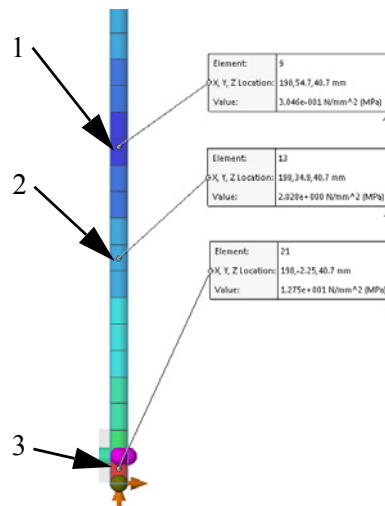 1
Element: 9
X, Y, Z Location: 198,54.7,40.7 mm
Value: 3.046e-001 N/mm^2 (MPa)
2
Element: 13
X, Y, Z Location: 198,34.9,40.7 mm
Value: 2.028e+000 N/mm^2 (MPa)
Element: 21
X, Y, Z Location: 198,-2.25,40.7 mm
Value: 1.275e+001 N/mm^2 (MPa)
3